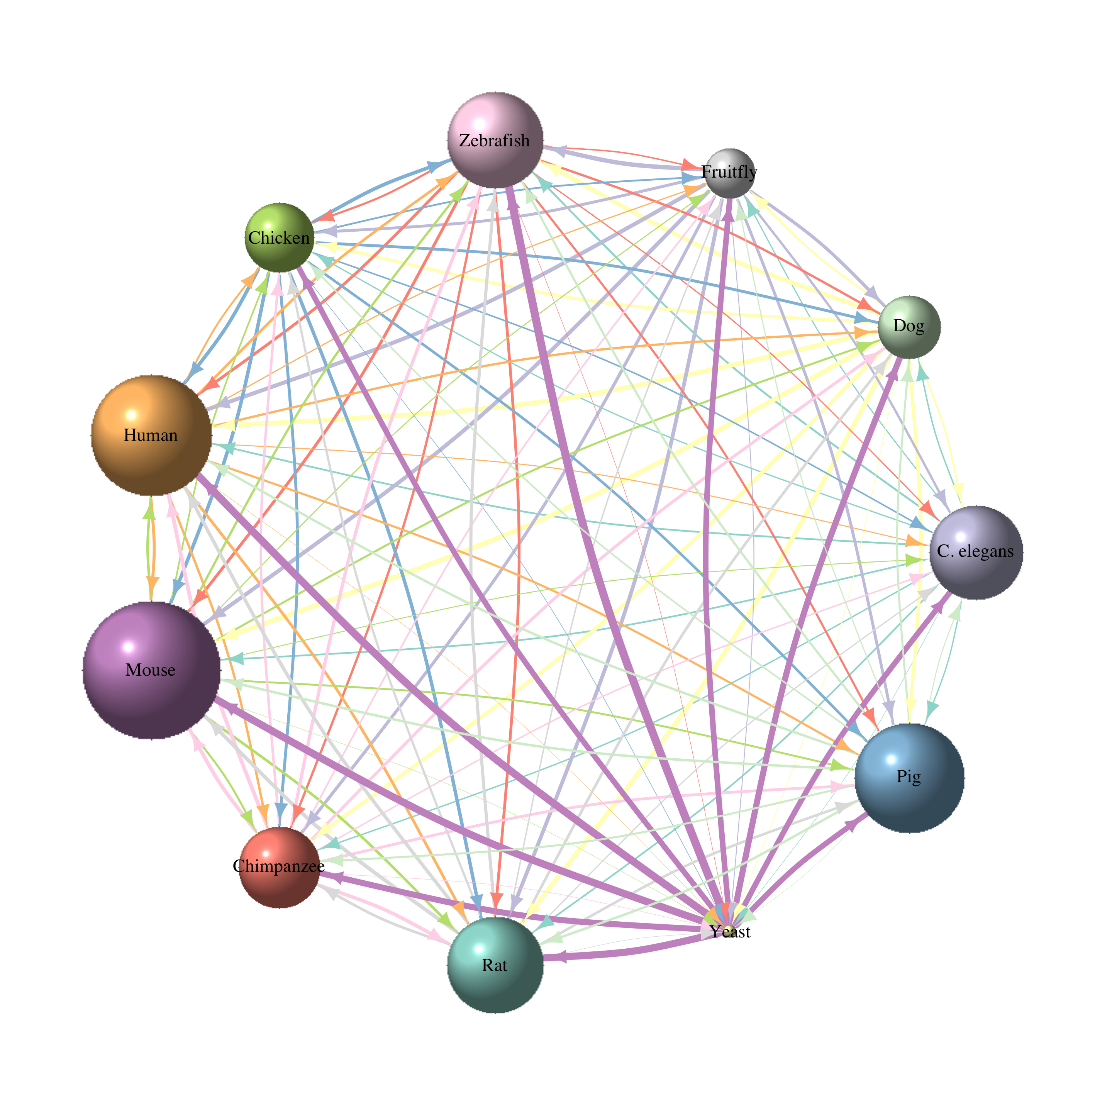 Zebrafish
Fruitfly
Chicken
Dog
Human
C. elegans
Mouse
Pig
Chimpanzee
Yeast
Rat